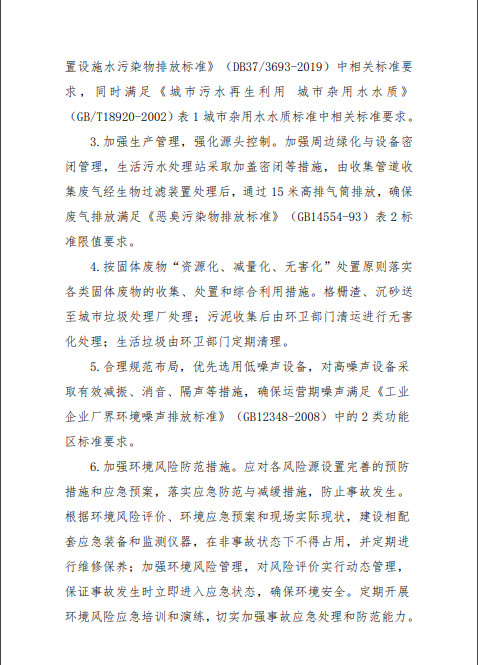 置设施水污染物排放标准》（DB37/3693-2019）中相关标准要
求，同时满足《城市污水再生利用 城市杂用水水质》
（GB/T18920-2002）表 1 城市杂用水水质标准中相关标准要求。
3.加强生产管理，强化源头控制。加强周边绿化与设备密
闭管理，生活污水处理站采取加盖密闭等措施，由收集管道收
集废气经生物过滤装置处理后，通过 15 米高排气筒排放，确保
废气排放满足《恶臭污染物排放标准》（GB14554-93）表 2 标
准限值要求。
4.按固体废物“资源化、减量化、无害化”处置原则落实
各类固体废物的收集、处置和综合利用措施。格栅渣、沉砂送
至城市垃圾处理厂处理；污泥收集后由环卫部门清运进行无害
化处理；生活垃圾由环卫部门定期清理。
5.合理规范布局，优先选用低噪声设备，对高噪声设备采
取有效减振、消音、隔声等措施，确保运营期噪声满足《工业
企业厂界环境噪声排放标准》（GB12348-2008）中的 2 类功能
区标准要求。
6.加强环境风险防范措施。应对各风险源设置完善的预防
措施和应急预案，落实应急防范与减缓措施，防止事故发生。
根据环境风险评价、环境应急预案和现场实际现状，建设相配
套应急装备和监测仪器，在非事故状态下不得占用，并定期进
行维修保养；加强环境风险管理，对风险评价实行动态管理，
保证事故发生时立即进入应急状态，确保环境安全。定期开展
环境风险应急培训和演练，切实加强事故应急处理和防范能力。